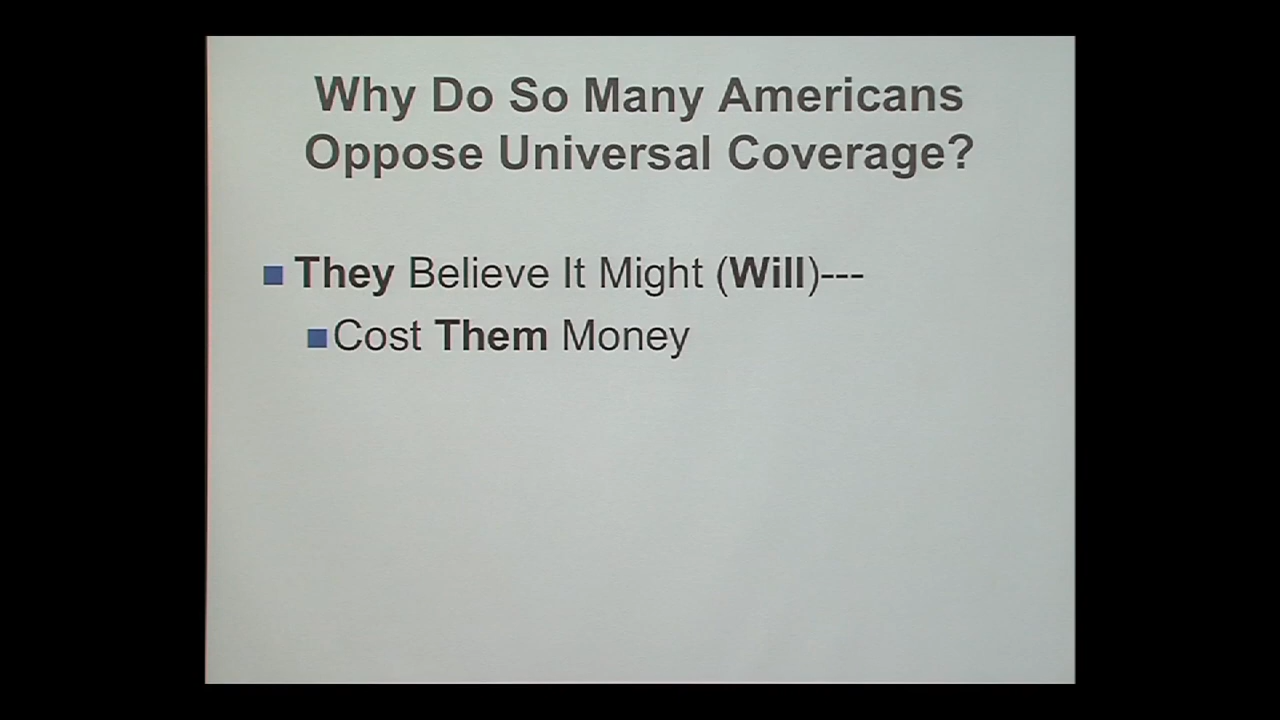 Why Do So Many Americans
Oppose Universal Coverage?
They Believe It Might (Will)---
Cost Them Money